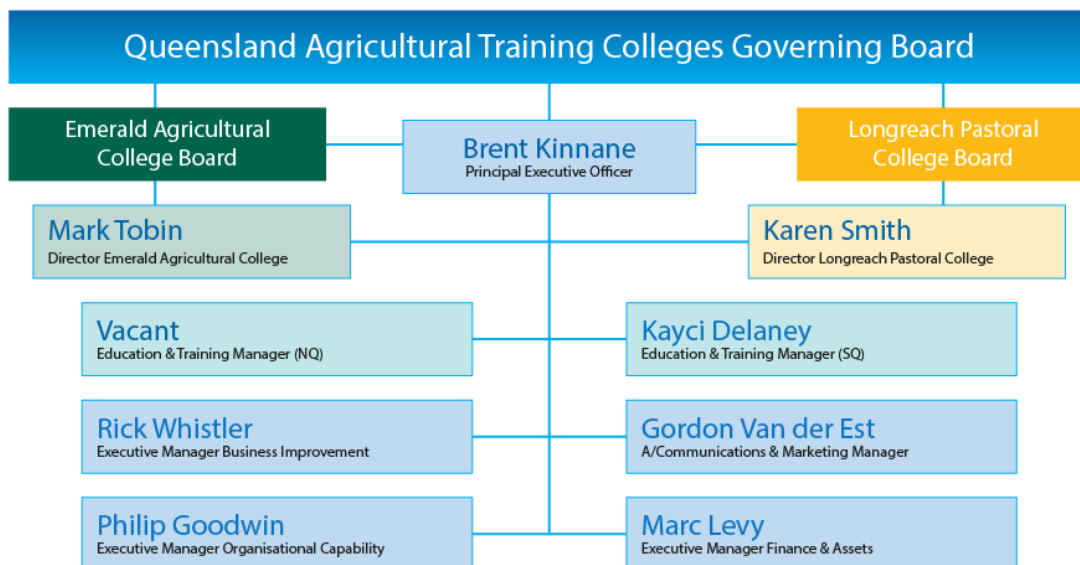 Queensland Agricultural Training Colleges Governing Board
Emerald Agricultural
College Board
Brent Kinnane
Principal Executive Officer
Longreach Pastoral
College Board
Mark Tobin
Director Emerald Agricultural College
Karen Smith
Director Longreach Pastoral College
Vacant
Education & Training Manager (NQ)
Kayci Delaney
Education & Training Manager (SQ)
Rick Whistler
Executive Manager Business Improvement
Gordon Van der Est
A/Communications & Marketing Manager
Philip Goodwin
Executive Manager Organisational Capability
Marc Levy
Executive Manager Finance & Assets